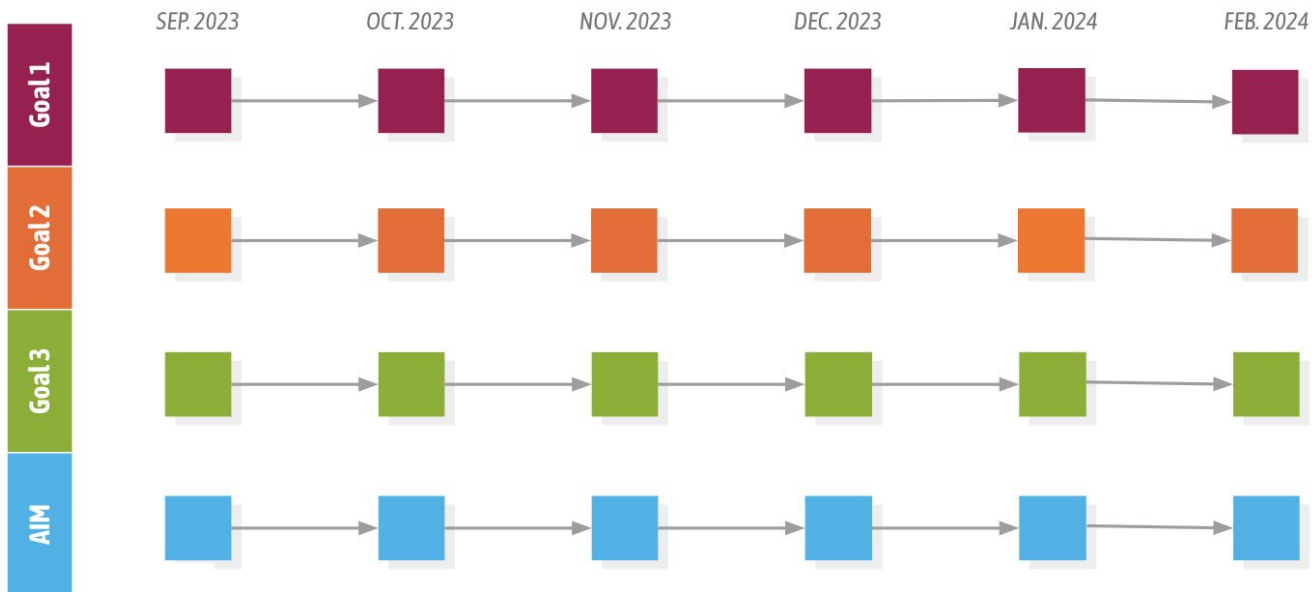 SEP. 2023 OCT. 2023 NOV. 2023 DEC. 2023 JAN. 2024 FEB. 2024
Goal 1
Goal 2
Goal 3
AIM